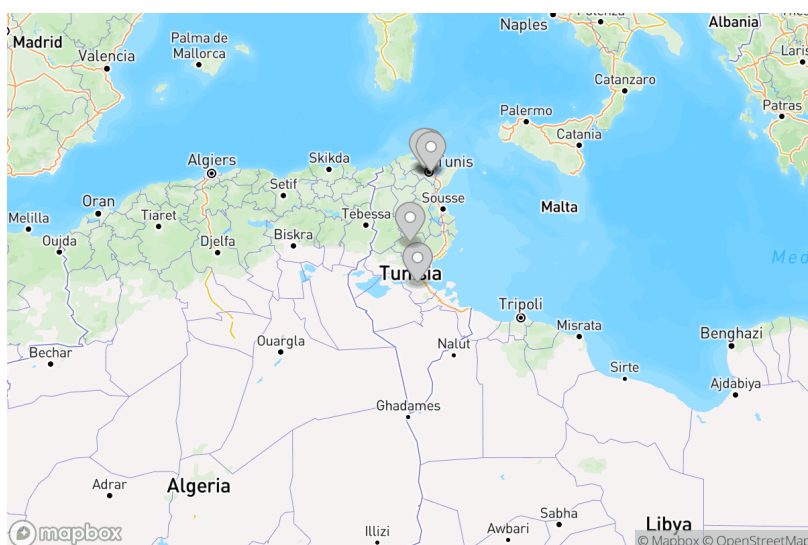 Naples
Potenza
Albania
Madrid
Palma de
Mallorca
Valencia
Laris
Catanzaro
Patras
Palermo
Catania
Algiers
Skikda
Tunis
Setif
Sousse
Malta
Oran
Tiaret
Tebessa
Melilla
Oujda
Djelfa
Biskra
Med
Tunisia
Tripoli
Misrata
Benghazi
Ouargla
Nalut
Bechar
Sirte
Ajdabiya
Ghadames
Adrar
Algeria
Illizi
Sabha
Awbari
Libya
mapbox
© Mapbox © OpenStreetMap